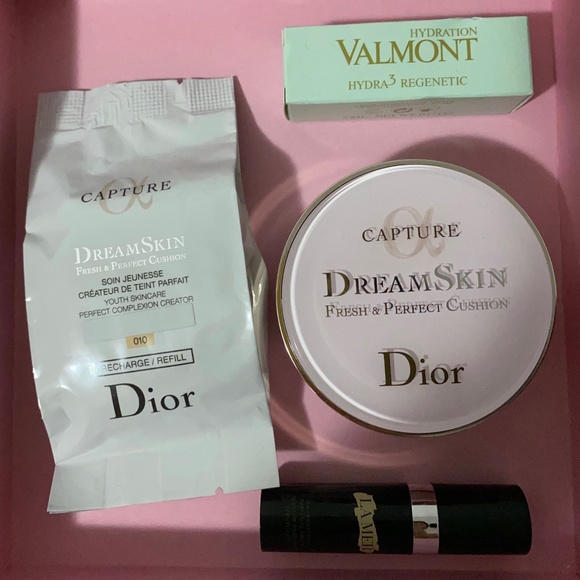 HYDRATION
VALMONT
HYDRA3 REGENETIC
CAPTURE
DREAMSKIN
FRESH & PERFECT CUSHION
SOIN JEUNESSE
CRÉATEUR DE TEINT PARFAIT
YOUTH SKINCARE
PERFECT COMPLEXION CREATOR
010
RECHARGE / REFILL
Dior
CAPTURE
DREAMSKIN
FRESH & PERFECT CUSHION
Dior
LA MER